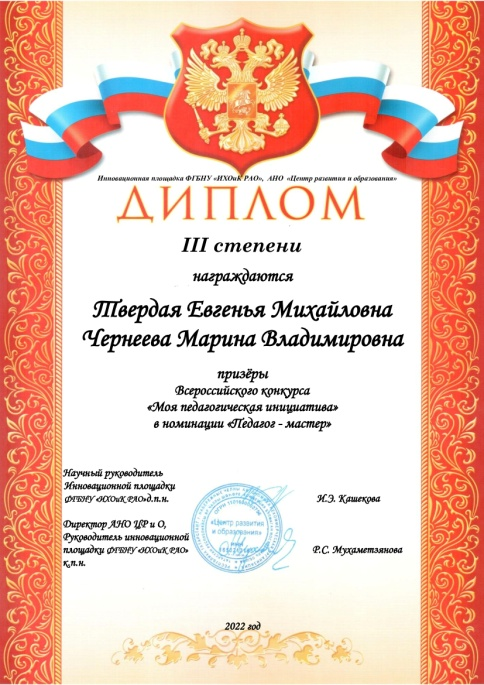 Инновационная площадка ФГБНУ «ИХОиК РАО», АНО «Центр развития и образования»
ДИПЛОМ
III степени
награждаются
Твердая Евгенья Михайловна
Чернеева Марина Владимировна
призёры
Всероссийского конкурса
«Моя педагогическая инициатива»
в номинации «Педагог - мастер»
Научный руководитель
Инновационной площадки
ФГБНУ «ИХОиК РАО»д.п.н.
И.Э. Кашекова
«Центр развития
и образования»
Директор АНО ЦР и О,
Руководитель инновационной
площадки ФГБНУ «ИХОиК РАО»
к.п.н.
Р.С. Мухаметзянова
2022 год